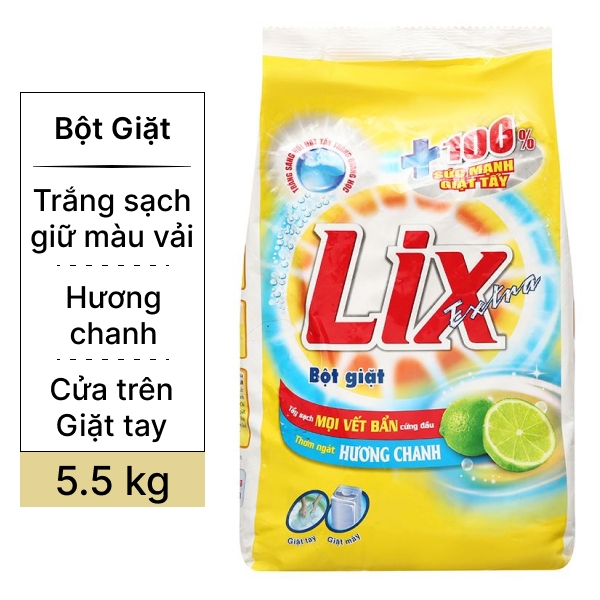 Bột Giặt
Trắng sạch
giữ màu vải
Hương
chanh
Cửa trên
Giặt tay
5.5 kg
+100%
SỨC MẠNH
GIẶT TẨY
Lix
Extra
Bột giặt
Tẩy sạch MỌI VẾT BẨN cứng đầu
Thơm ngát HƯƠNG CHANH
Giặt tay
Giặt máy